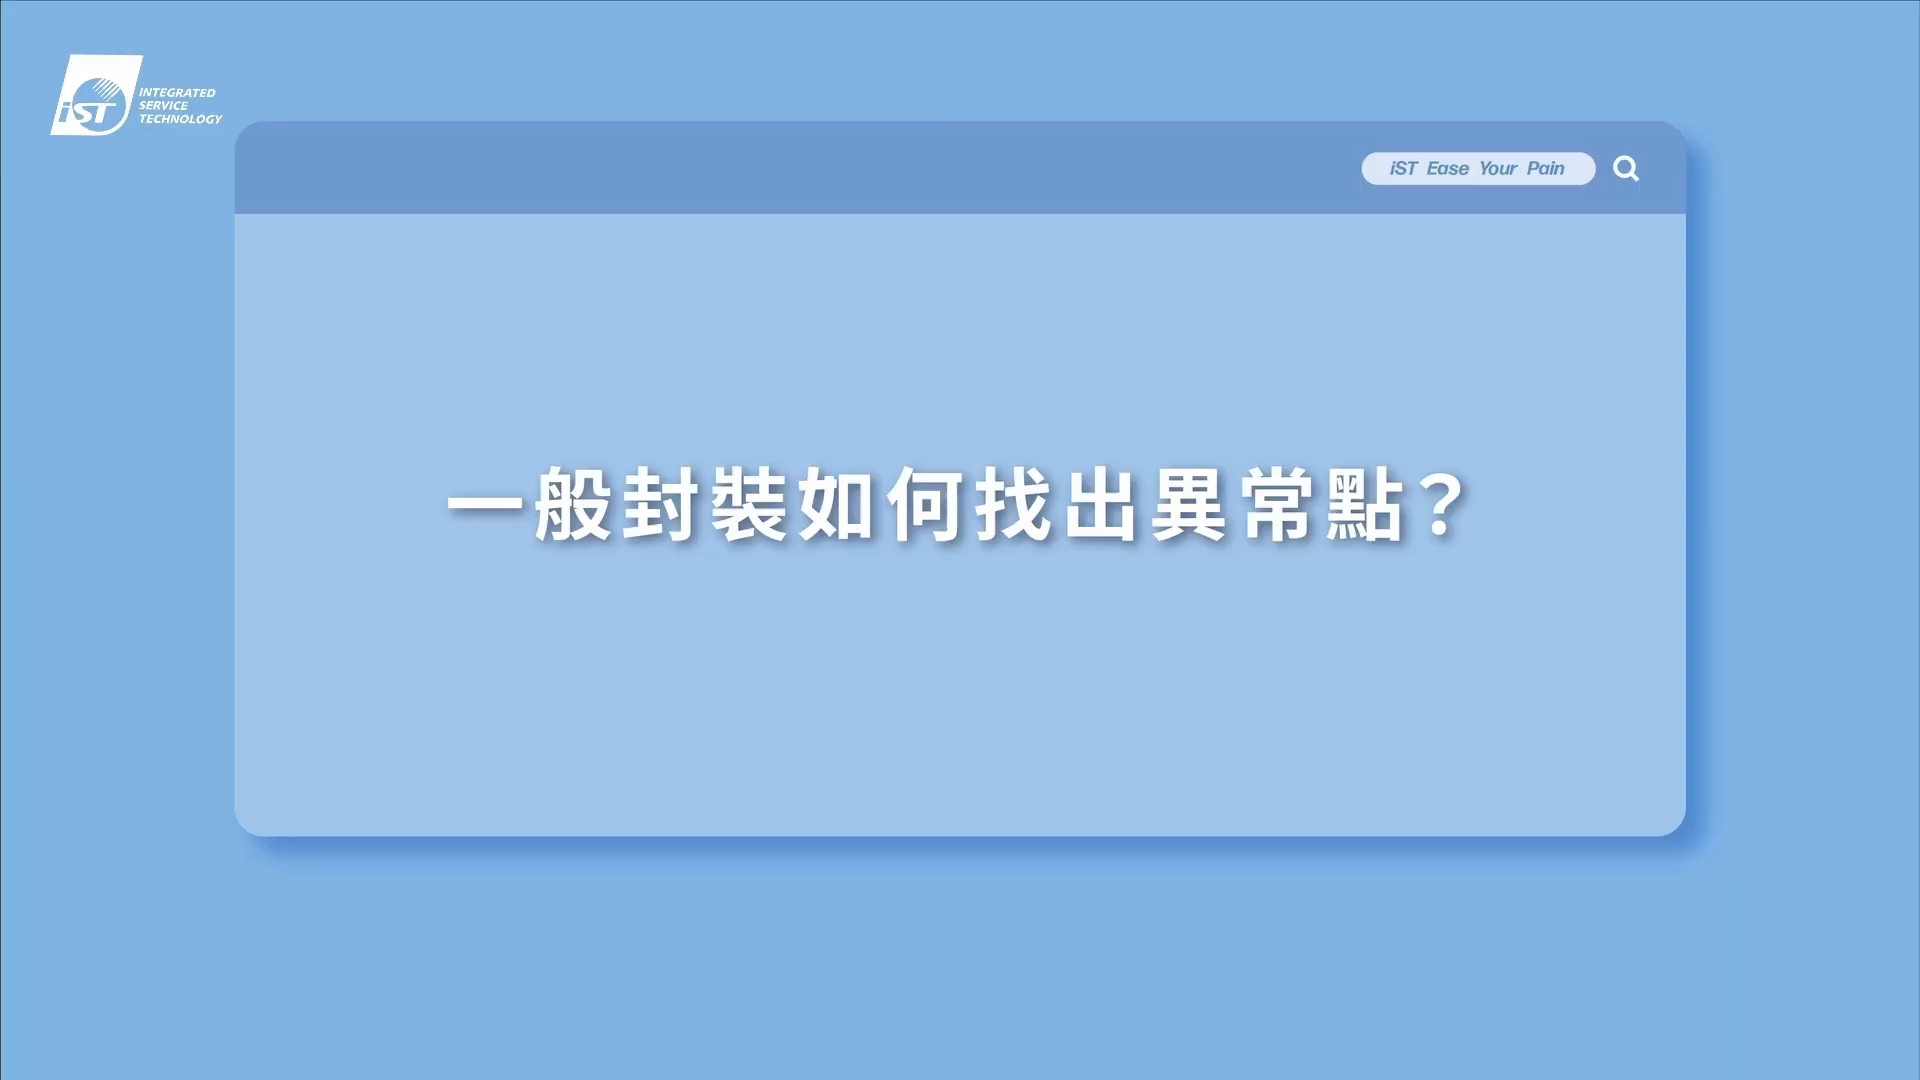 iST
INTEGRATED
SERVICE
TECHNOLOGY
iST Ease Your Pain
一般封裝如何找出異常點？